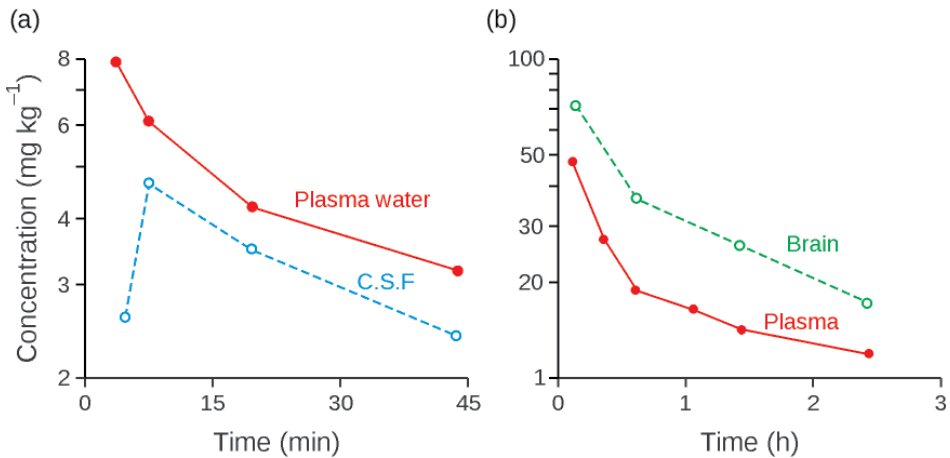 (a)
Concentration (mg kg⁻¹)
8
6
4
3
2
0
15
30
45
Time (min)
Plasma water
C.S.F
(b)
100
50
30
20
1
0
1
2
3
Time (h)
Brain
Plasma